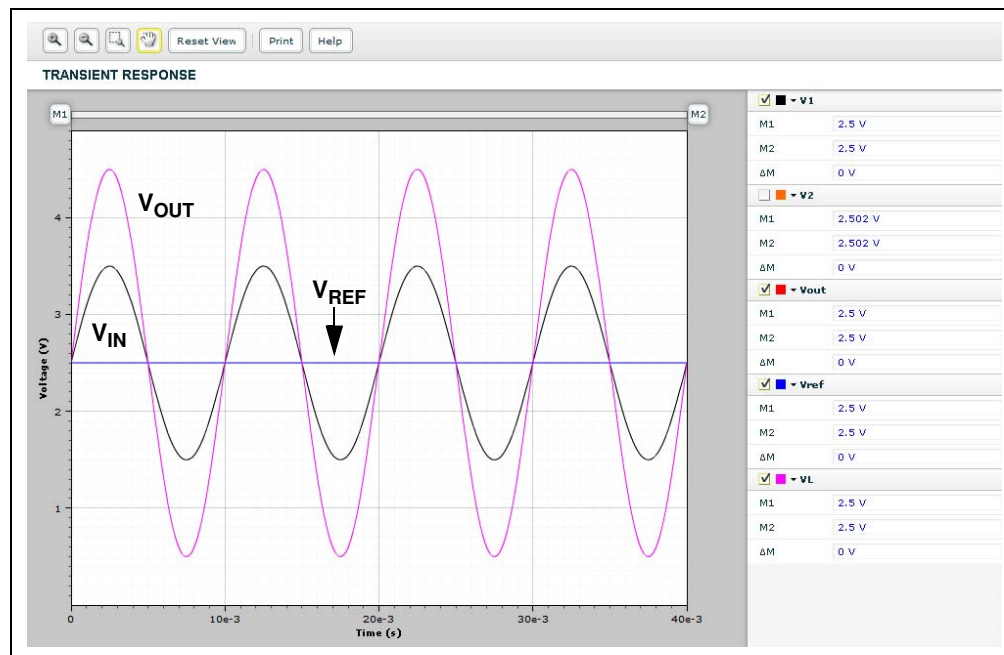 Reset View
Print
Help
TRANSIENT RESPONSE
M1
M2
V_OUT
V_IN
V_REF
Voltage (V)
4
3
2
1
0
10e-3
20e-3
30e-3
40e-3
Time (s)
V1
M1 2.5 V
M2 2.5 V
ΔM 0 V
V2
M1 2.502 V
M2 2.502 V
ΔM 0 V
Vout
M1 2.5 V
M2 2.5 V
ΔM 0 V
Vref
M1 2.5 V
M2 2.5 V
ΔM 0 V
VL
M1 2.5 V
M2 2.5 V
ΔM 0 V